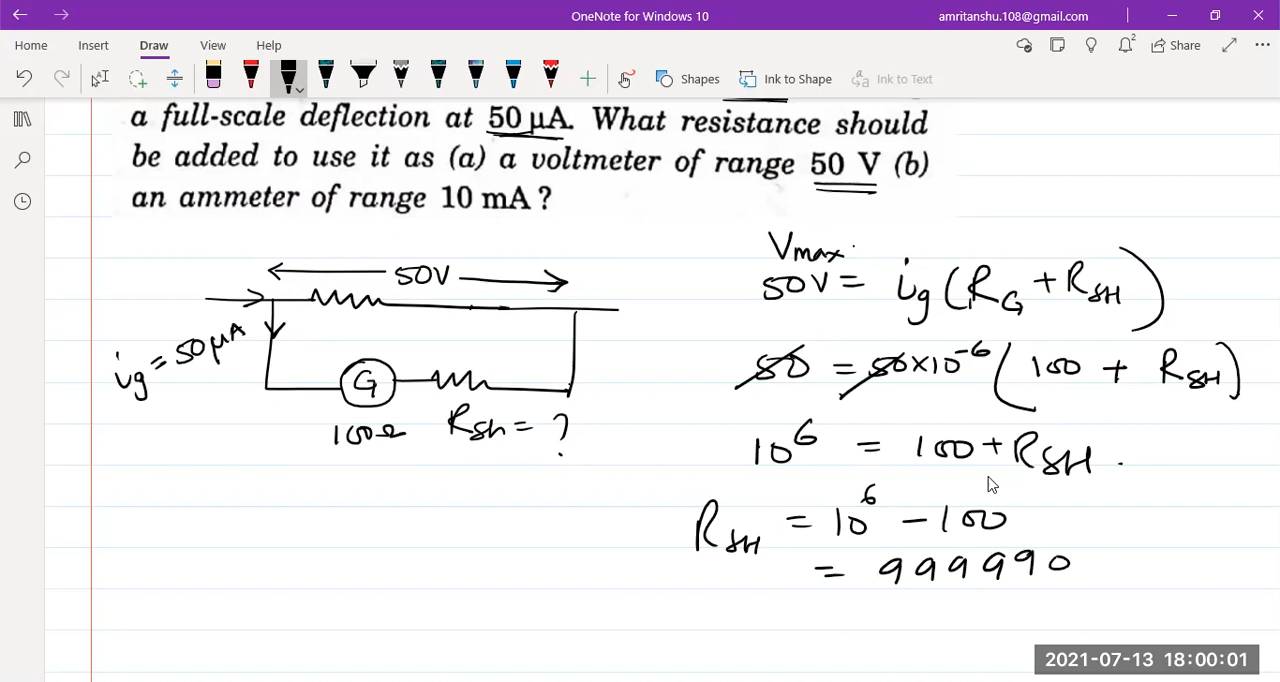 OneNote for Windows 10
amritanshu.108@gmail.com
Home Insert Draw View Help
Share
Shapes Ink to Shape Ink to Text
a full-scale deflection at 50 µA. What resistance should
be added to use it as (a) a voltmeter of range 50 V (b)
an ammeter of range 10 mA ?
50V
ig = 50 µA
G
100Ω RSh = ?
Vmax.
50V = ig (RG + RSH)
50 = 50×10⁻⁶ (100 + RSH)
10⁶ = 100 + RSH .
RSH = 10⁶ - 100
= 999990
2021-07-13 18:00:01